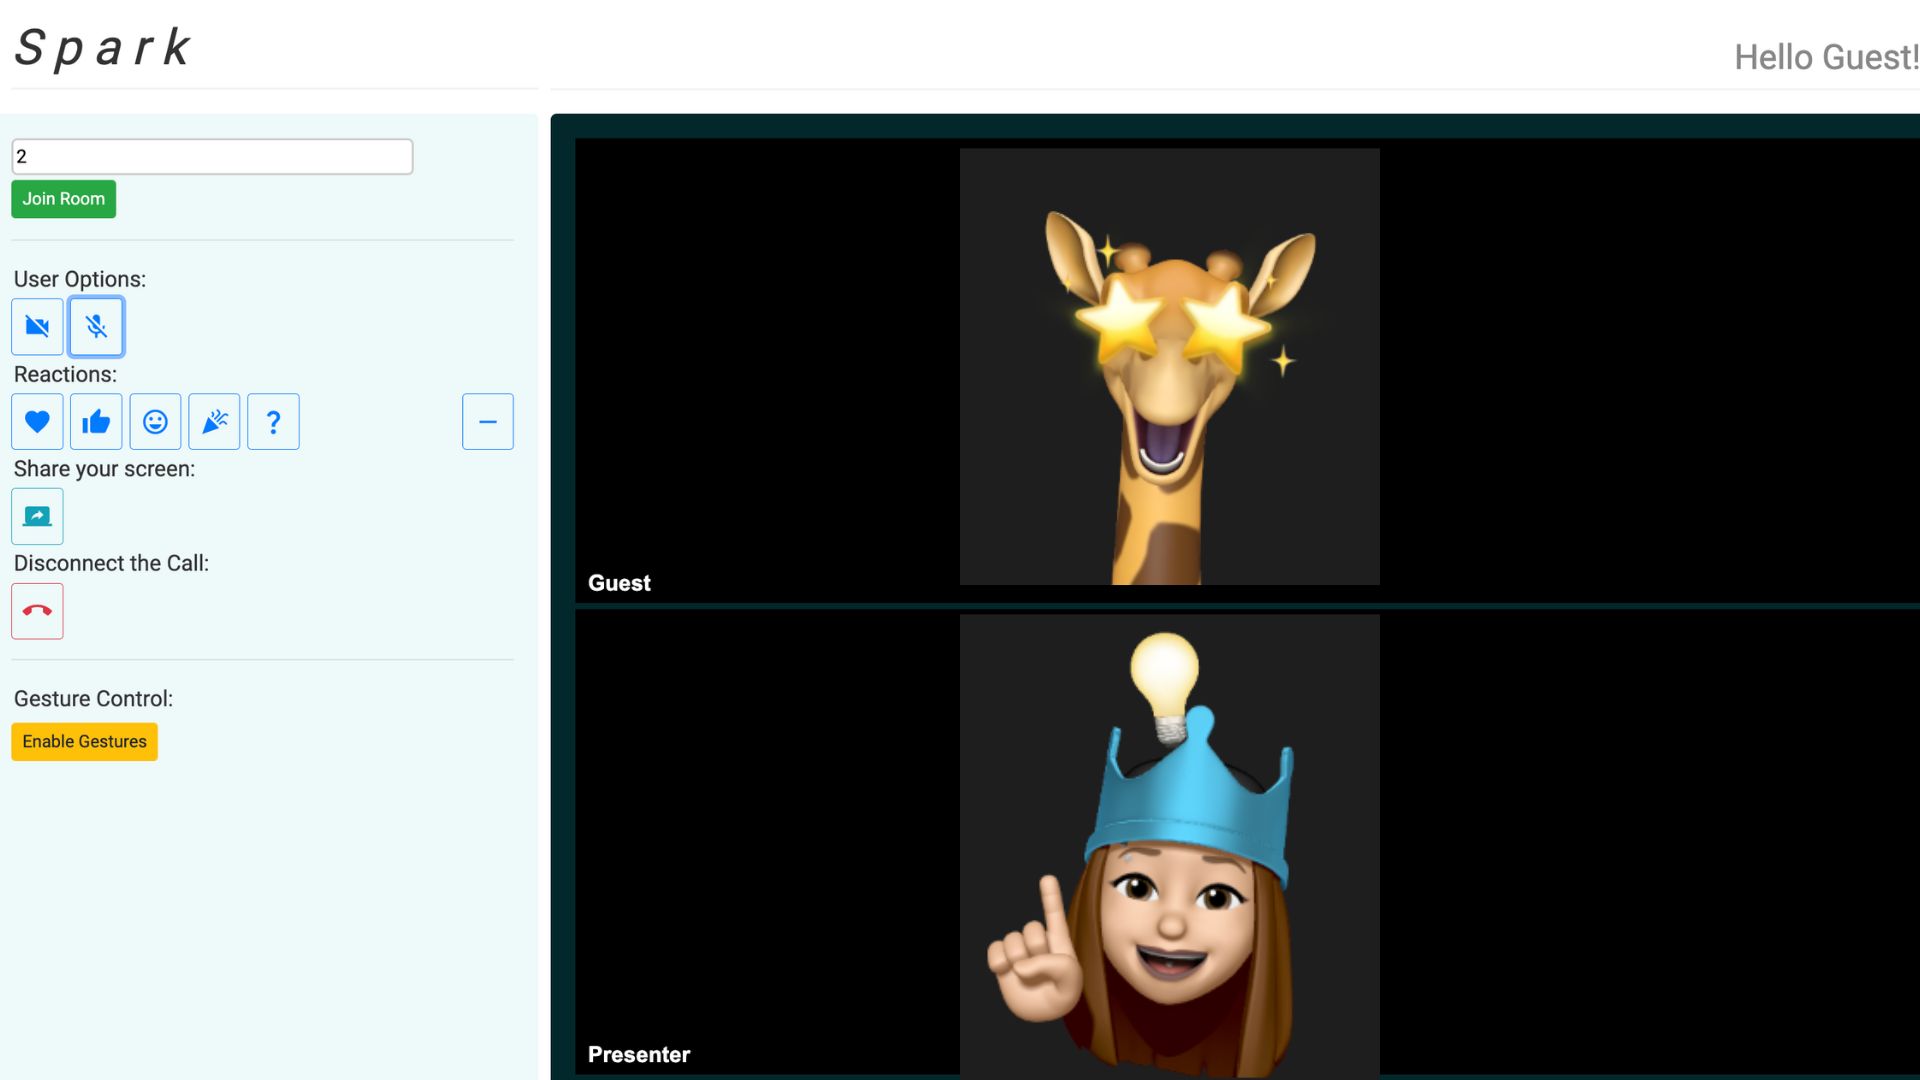 Spark
Hello Guest!
2
Join Room
User Options:
Reactions:
?
Share your screen:
Disconnect the Call:
Gesture Control:
Enable Gestures
Guest
Presenter